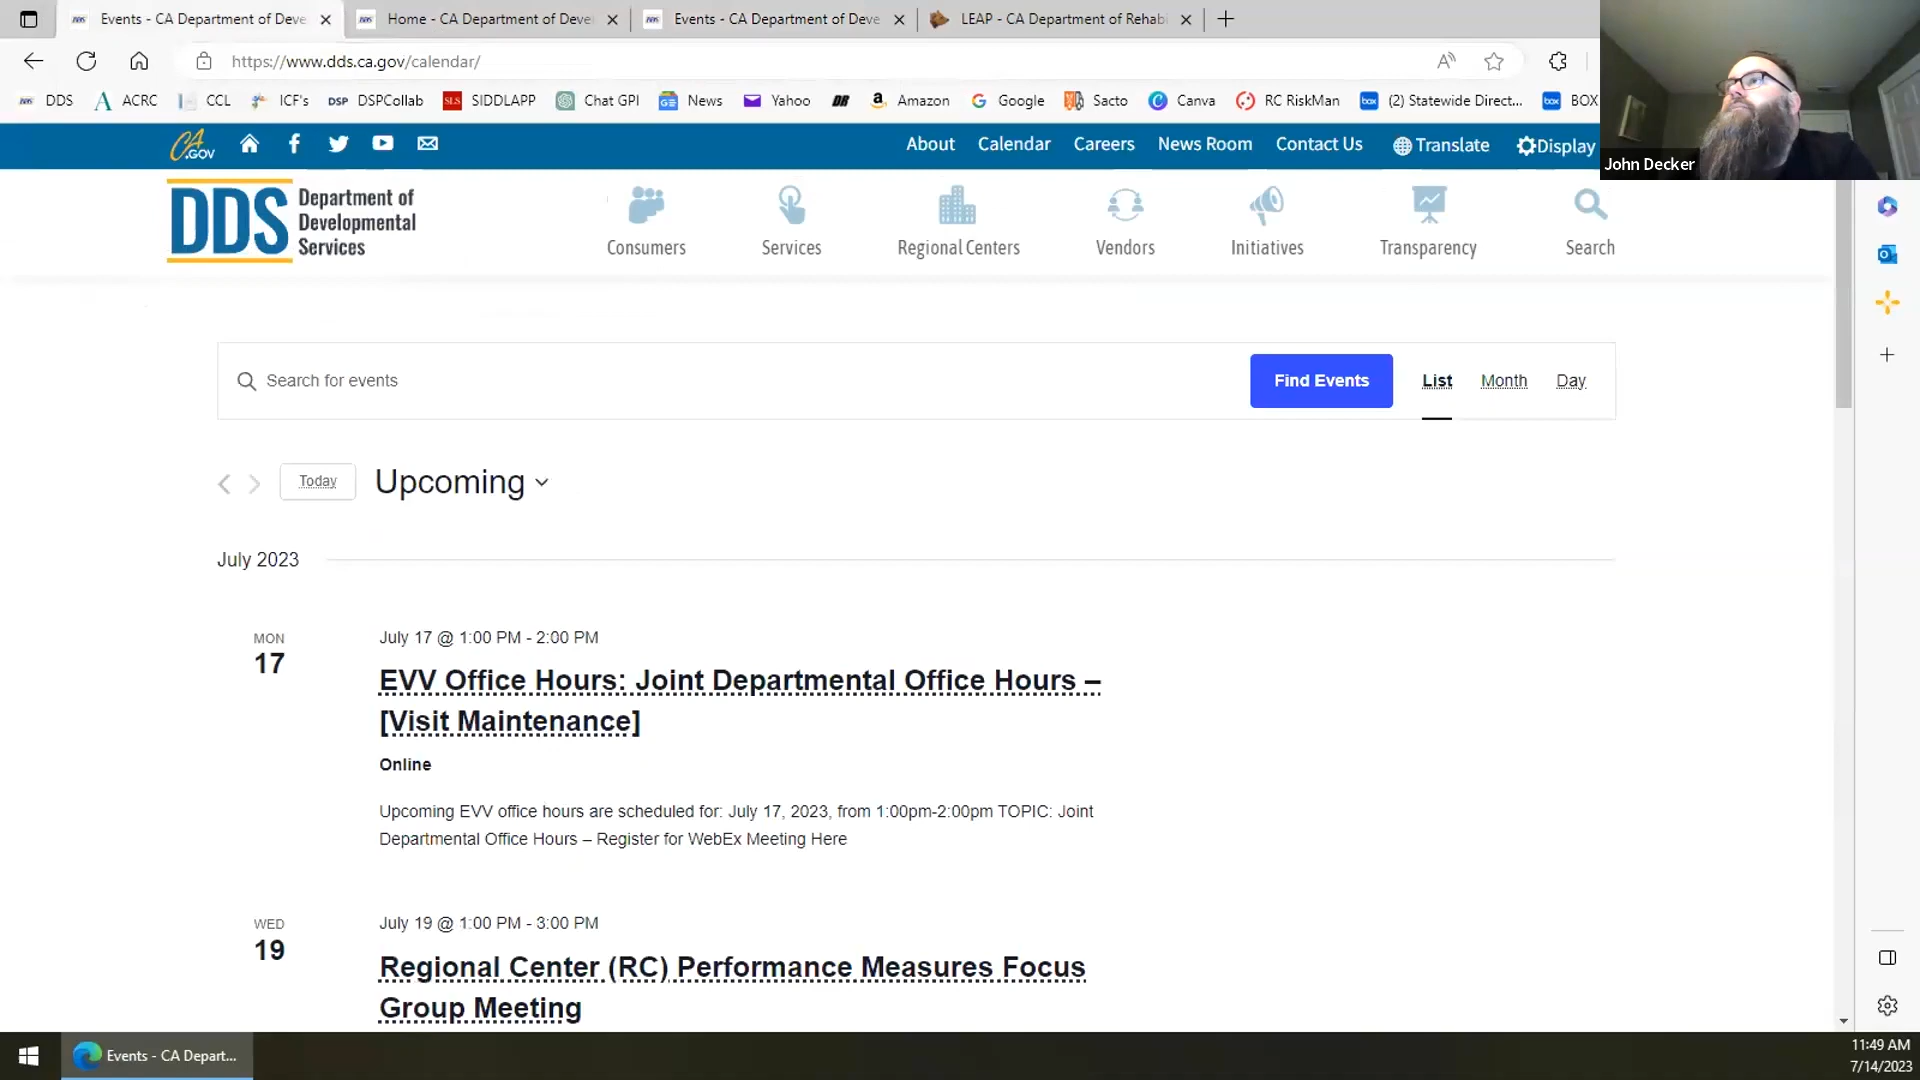 Events - CA Department of Deve
Home - CA Department of Deve
Events - CA Department of Deve
LEAP - CA Department of Rehabi
https://www.dds.ca.gov/calendar/
DDS
ACRC
CCL
ICF's
DSP DSPCollab
SLS SIDDLAPP
Chat GPI
News
Yahoo
DR
Amazon
Google
Sacto
Canva
RC RiskMan
box (2) Statewide Direct...
box BOX
John Decker
CA.GOV
About
Calendar
Careers
News Room
Contact Us
Translate
Display
DDS
Department of
Developmental
Services
Consumers
Services
Regional Centers
Vendors
Initiatives
Transparency
Search
Search for events
Find Events
List
Month
Day
Today
Upcoming
July 2023
MON
17
July 17 @ 1:00 PM - 2:00 PM
EVV Office Hours: Joint Departmental Office Hours –
[Visit Maintenance]
Online
Upcoming EVV office hours are scheduled for: July 17, 2023, from 1:00pm-2:00pm TOPIC: Joint
Departmental Office Hours – Register for WebEx Meeting Here
WED
19
July 19 @ 1:00 PM - 3:00 PM
Regional Center (RC) Performance Measures Focus
Group Meeting
Events - CA Depart...
11:49 AM
7/14/2023